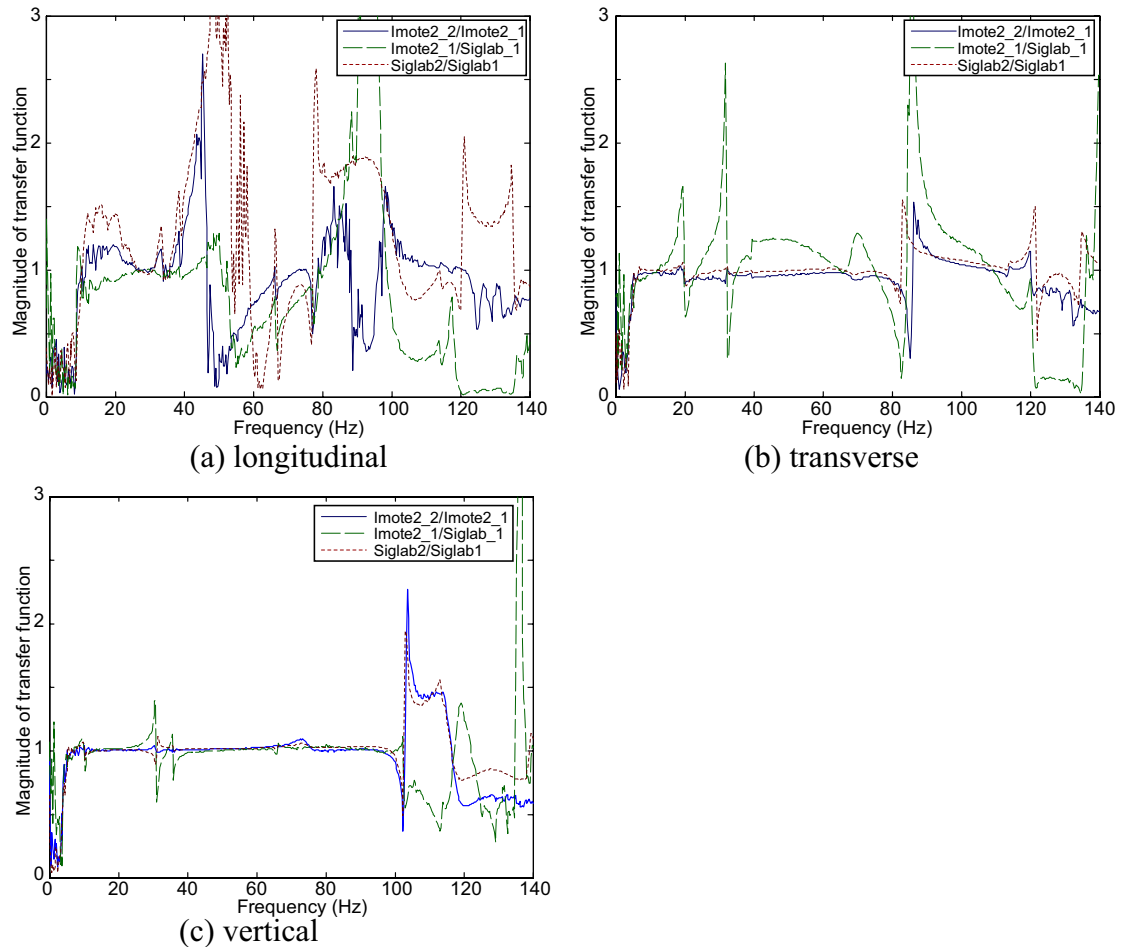 3
Imote2_2/Imote2_1
Imote2_1/Siglab_1
Siglab2/Siglab1
2
1
0
Magnitude of transfer function
0 20 40 60 80 100 120 140
Frequency (Hz)
(a) longitudinal
3
Imote2_2/Imote2_1
Imote2_1/Siglab_1
Siglab2/Siglab1
2
1
0
Magnitude of transfer function
0 20 40 60 80 100 120 140
Frequency (Hz)
(b) transverse
3
Imote2_2/Imote2_1
Imote2_1/Siglab_1
Siglab2/Siglab1
2
1
0
Magnitude of transfer function
0 20 40 60 80 100 120 140
Frequency (Hz)
(c) vertical